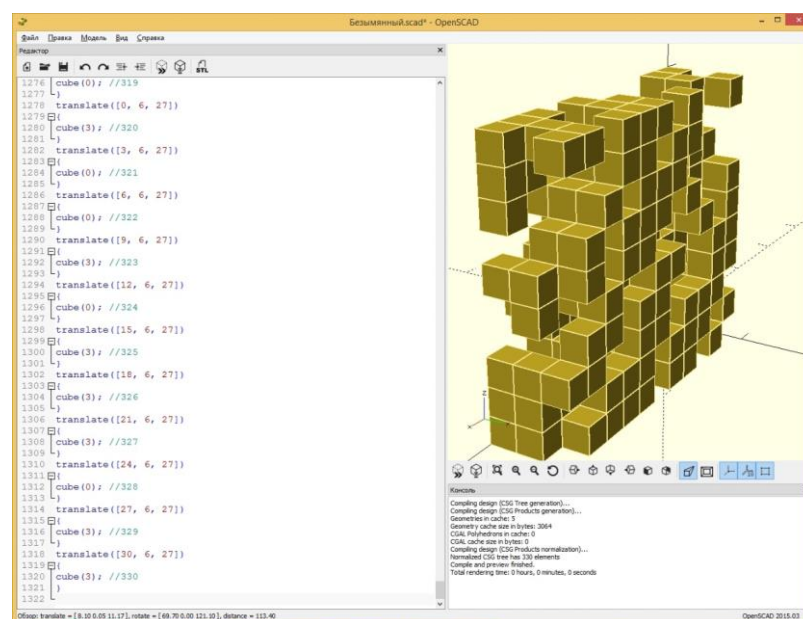 Безымянный.scad* - OpenSCAD
Файл Правка Модель Вид Справка
Редактор
STL
1276 cube(0); //319
1277 }
1278 translate([0, 6, 27])
1279 {
1280 cube(3); //320
1281 }
1282 translate([3, 6, 27])
1283 {
1284 cube(0); //321
1285 }
1286 translate([6, 6, 27])
1287 {
1288 cube(0); //322
1289 }
1290 translate([9, 6, 27])
1291 {
1292 cube(3); //323
1293 }
1294 translate([12, 6, 27])
1295 {
1296 cube(0); //324
1297 }
1298 translate([15, 6, 27])
1299 {
1300 cube(3); //325
1301 }
1302 translate([18, 6, 27])
1303 {
1304 cube(3); //326
1305 }
1306 translate([21, 6, 27])
1307 {
1308 cube(3); //327
1309 }
1310 translate([24, 6, 27])
1311 {
1312 cube(0); //328
1313 }
1314 translate([27, 6, 27])
1315 {
1316 cube(3); //329
1317 }
1318 translate([30, 6, 27])
1319 {
1320 cube(3); //330
1321 }
1322
z
x
Консоль
Compiling design (CSG Tree generation)...
Compiling design (CSG Products generation)...
Geometries in cache: 5
Geometry cache size in bytes: 3064
CGAL Polyhedrons in cache: 0
CGAL cache size in bytes: 0
Compiling design (CSG Products normalization)...
Normalized CSG tree has 330 elements
Compile and preview finished.
Total rendering time: 0 hours, 0 minutes, 0 seconds
Обзор: translate = [ 8.10 0.05 11.17 ], rotate = [ 69.70 0.00 121.10 ], distance = 113.40
OpenSCAD 2015.03